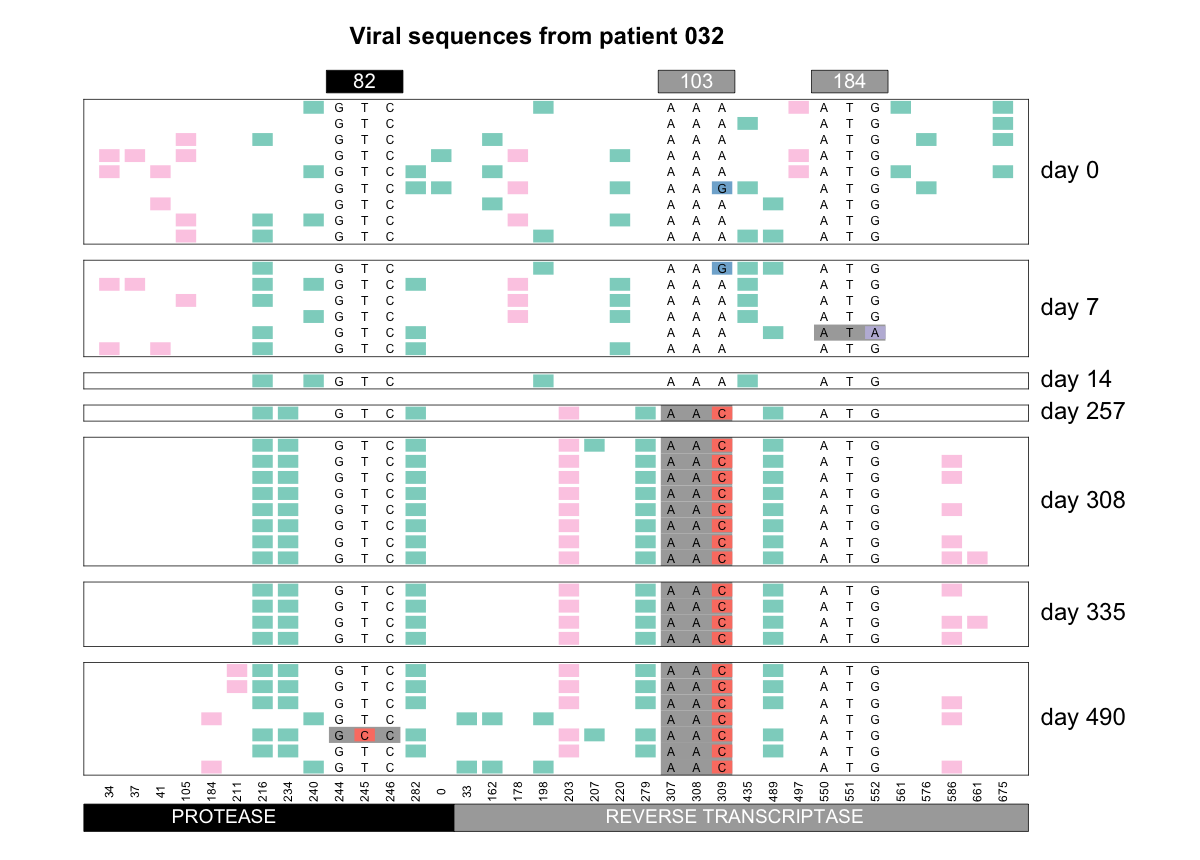 Viral sequences from patient 032
82 103 184
G T C A A A A T G
G T C A A A A T G
G T C A A A A T G
G T C A A A A T G
G T C A A A A T G day 0
G T C A A G A T G
G T C A A A A T G
G T C A A A A T G
G T C A A A A T G
G T C A A G A T G
G T C A A A A T G
G T C A A A A T G day 7
G T C A A A A T G
G T C A A A A T A
G T C A A A A T G
G T C A A A A T G day 14
G T C A A C A T G day 257
G T C A A C A T G
G T C A A C A T G
G T C A A C A T G
G T C A A C A T G day 308
G T C A A C A T G
G T C A A C A T G
G T C A A C A T G
G T C A A C A T G
G T C A A C A T G
G T C A A C A T G day 335
G T C A A C A T G
G T C A A C A T G
G T C A A C A T G
G T C A A C A T G
G T C A A C A T G
G T C A A C A T G day 490
G C C A A C A T G
G T C A A C A T G
G T C A A C A T G
34 37 41 105 184 211 216 234 240 244 245 246 282 0 33 162 178 198 203 207 220 279 307 308 309 435 489 497 550 551 552 561 576 586 661 675
PROTEASE REVERSE TRANSCRIPTASE